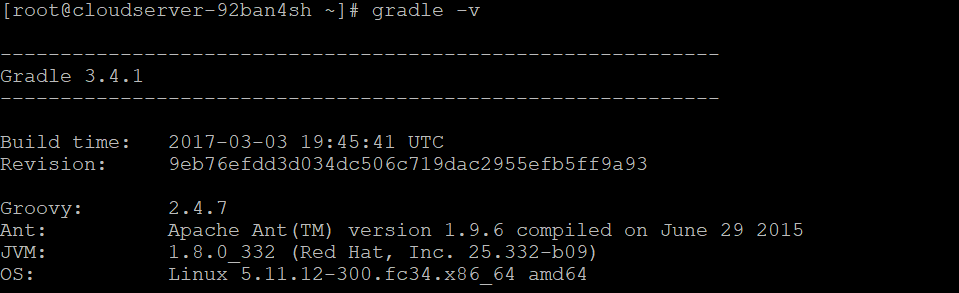 [root@cloudserver-92ban4sh ~]# gradle -v
------------------------------------------------------------
Gradle 3.4.1
------------------------------------------------------------
Build time:   2017-03-03 19:45:41 UTC
Revision:     9eb76efdd3d034dc506c719dac2955efb5ff9a93
Groovy:       2.4.7
Ant:          Apache Ant(TM) version 1.9.6 compiled on June 29 2015
JVM:          1.8.0_332 (Red Hat, Inc. 25.332-b09)
OS:           Linux 5.11.12-300.fc34.x86_64 amd64